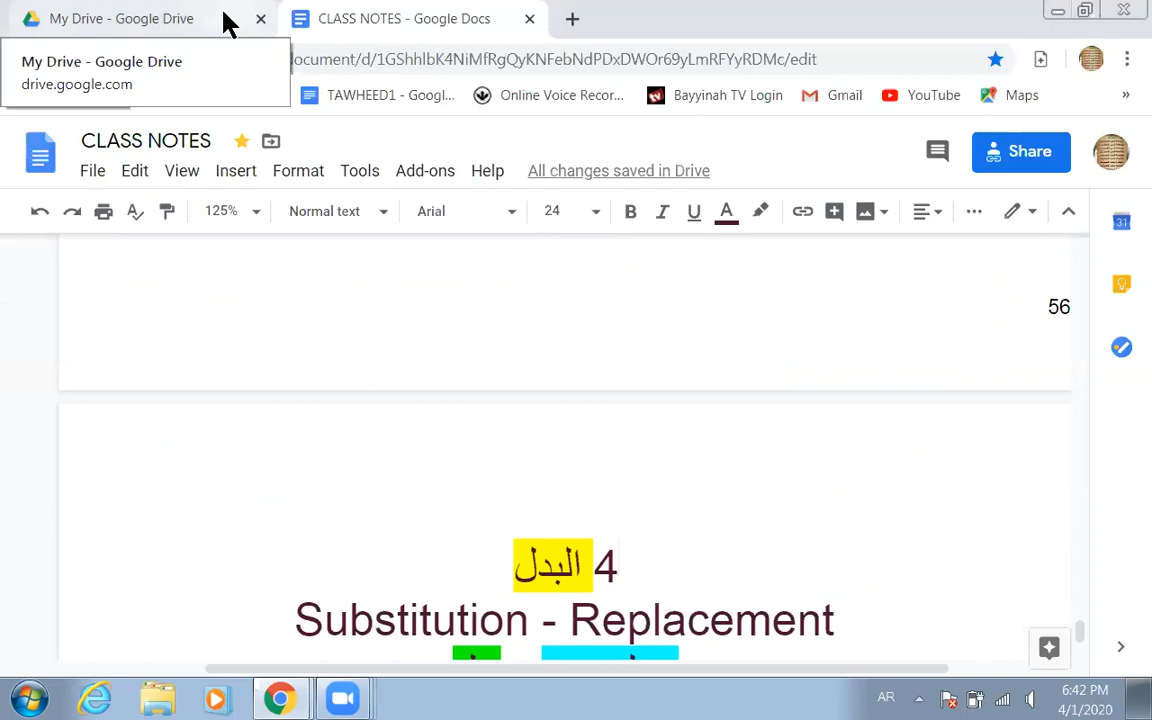 My Drive - Google Drive
CLASS NOTES - Google Docs
My Drive - Google Drive
drive.google.com
ocument/d/1GShhlbK4NiMfRgQyKNFebNdPDxDWOr69yLmRFYyRDMc/edit
TAWHEED1 - Googl...
Online Voice Recor...
Bayyinah TV Login
Gmail
YouTube
Maps
»
CLASS NOTES
Share
File Edit View Insert Format Tools Add-ons Help All changes saved in Drive
125% Normal text Arial 24 B I U A
31
56
4 البدل
Substitution - Replacement
AR
6:42 PM
4/1/2020